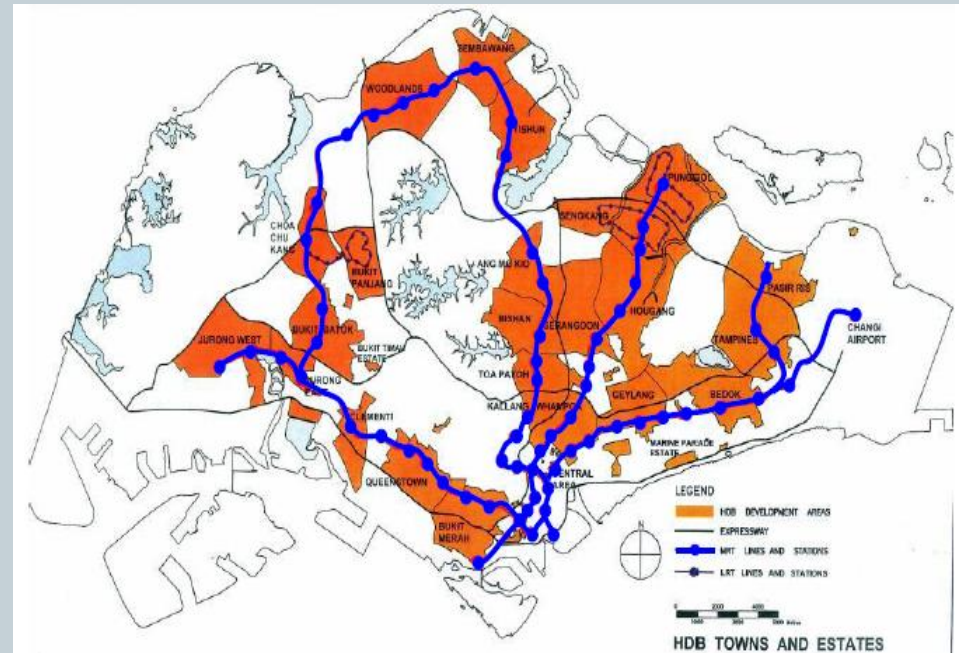 SEMBAWANG
WOODLANDS
YISHUN
PUNGGOL
SENGKANG
CHOA
CHU
KANG
BUKIT
PANJANG
ANG MO KIO
PASIR RIS
BISHAN
SERANGOON
HOUGANG
CHANGI
AIRPORT
JURONG WEST
BUKIT BATOK
BUKIT TIMAH
ESTATE
TAMPINES
JURONG
EAST
TOA PAYOH
GEYLANG
BEDOK
KALLANG WHAMPOA
CLEMENTI
MARINE PARADE
ESTATE
CENTRAL
AREA
QUEENSTOWN
BUKIT
MERAH
N
LEGEND
HDB DEVELOPMENT AREAS
EXPRESSWAY
MRT LINES AND STATIONS
LRT LINES AND STATIONS
HDB TOWNS AND ESTATES